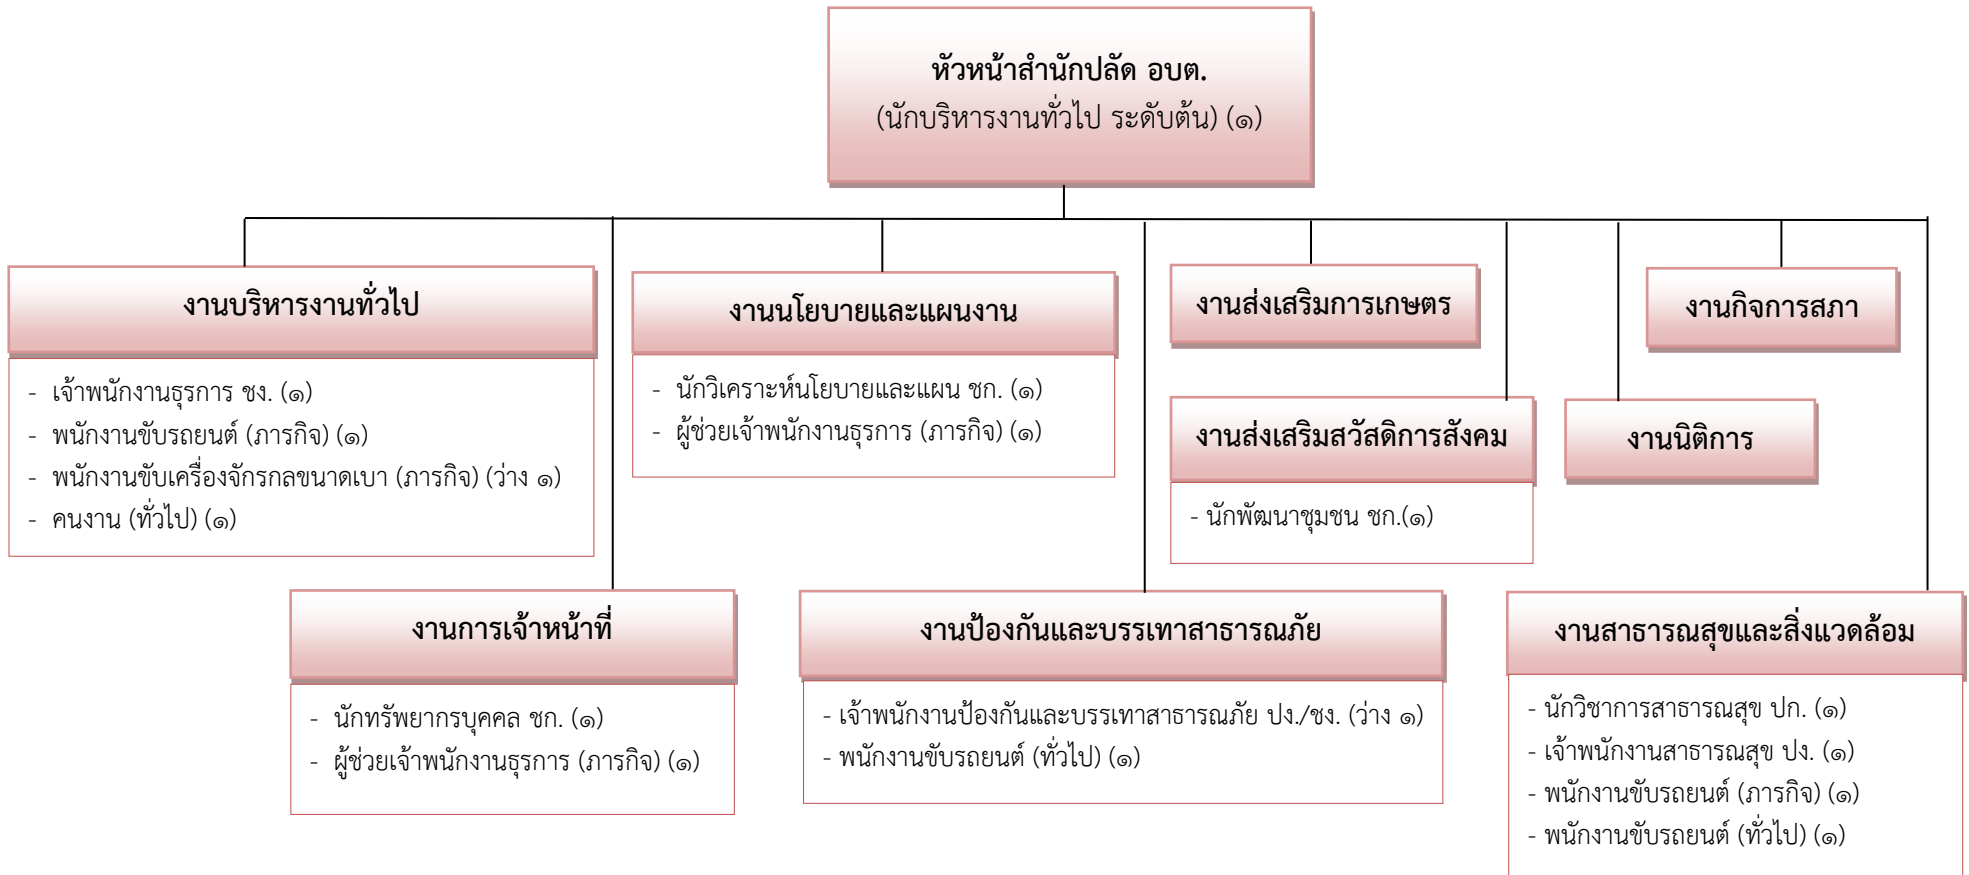 หัวหน้าสำนักปลัด อบต.
(นักบริหารงานทั่วไป ระดับต้น) (๑)
งานบริหารงานทั่วไป
- เจ้าพนักงานธุรการ ชง. (๑)
- พนักงานขับรถยนต์ (ภารกิจ) (๑)
- พนักงานขับเครื่องจักรกลขนาดเบา (ภารกิจ) (ว่าง ๑)
- คนงาน (ทั่วไป) (๑)
งานนโยบายและแผนงาน
- นักวิเคราะห์นโยบายและแผน ชก. (๑)
- ผู้ช่วยเจ้าพนักงานธุรการ (ภารกิจ) (๑)
งานส่งเสริมการเกษตร
งานกิจการสภา
งานส่งเสริมสวัสดิการสังคม
- นักพัฒนาชุมชน ชก.(๑)
งานนิติการ
งานการเจ้าหน้าที่
- นักทรัพยากรบุคคล ชก. (๑)
- ผู้ช่วยเจ้าพนักงานธุรการ (ภารกิจ) (๑)
งานป้องกันและบรรเทาสาธารณภัย
- เจ้าพนักงานป้องกันและบรรเทาสาธารณภัย ปง./ชง. (ว่าง ๑)
- พนักงานขับรถยนต์ (ทั่วไป) (๑)
งานสาธารณสุขและสิ่งแวดล้อม
- นักวิชาการสาธารณสุข ปก. (๑)
- เจ้าพนักงานสาธารณสุข ปง. (๑)
- พนักงานขับรถยนต์ (ภารกิจ) (๑)
- พนักงานขับรถยนต์ (ทั่วไป) (๑)